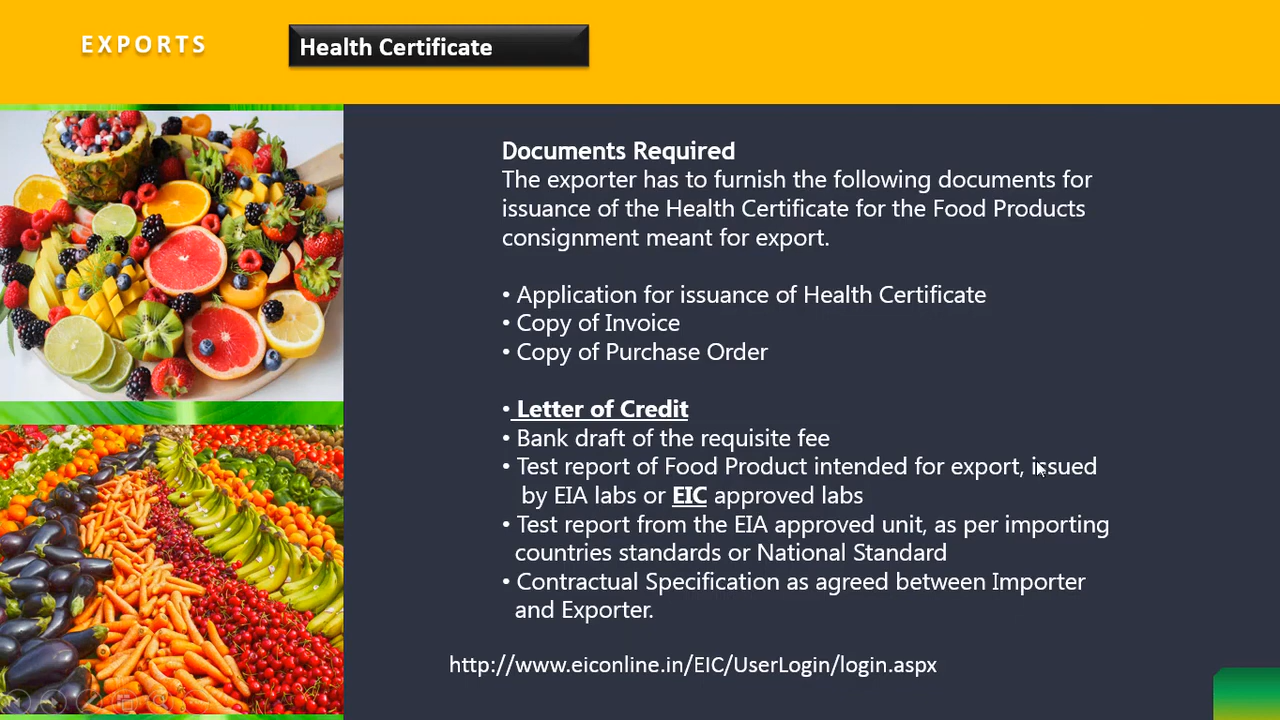 EXPORTS
Health Certificate
Documents Required
The exporter has to furnish the following documents for
issuance of the Health Certificate for the Food Products
consignment meant for export.
• Application for issuance of Health Certificate
• Copy of Invoice
• Copy of Purchase Order
• Letter of Credit
• Bank draft of the requisite fee
• Test report of Food Product intended for export, issued
by EIA labs or EIC approved labs
• Test report from the EIA approved unit, as per importing
countries standards or National Standard
• Contractual Specification as agreed between Importer
and Exporter.
http://www.eiconline.in/EIC/UserLogin/login.aspx